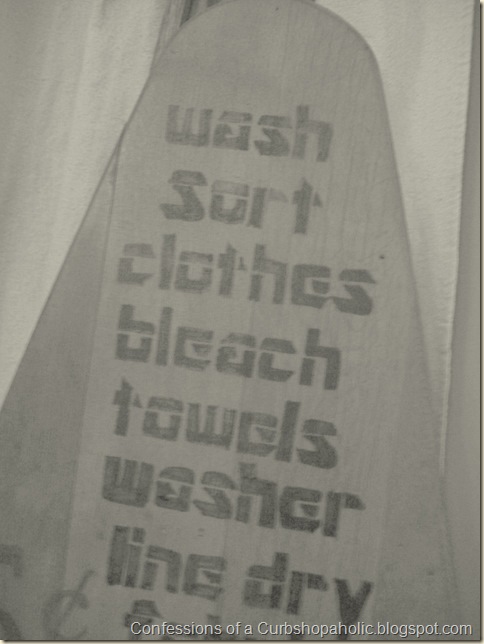 wash
sort
clothes
bleach
towels
washer
line dry
Confessions of a Curbshopaholic.blogspot.com